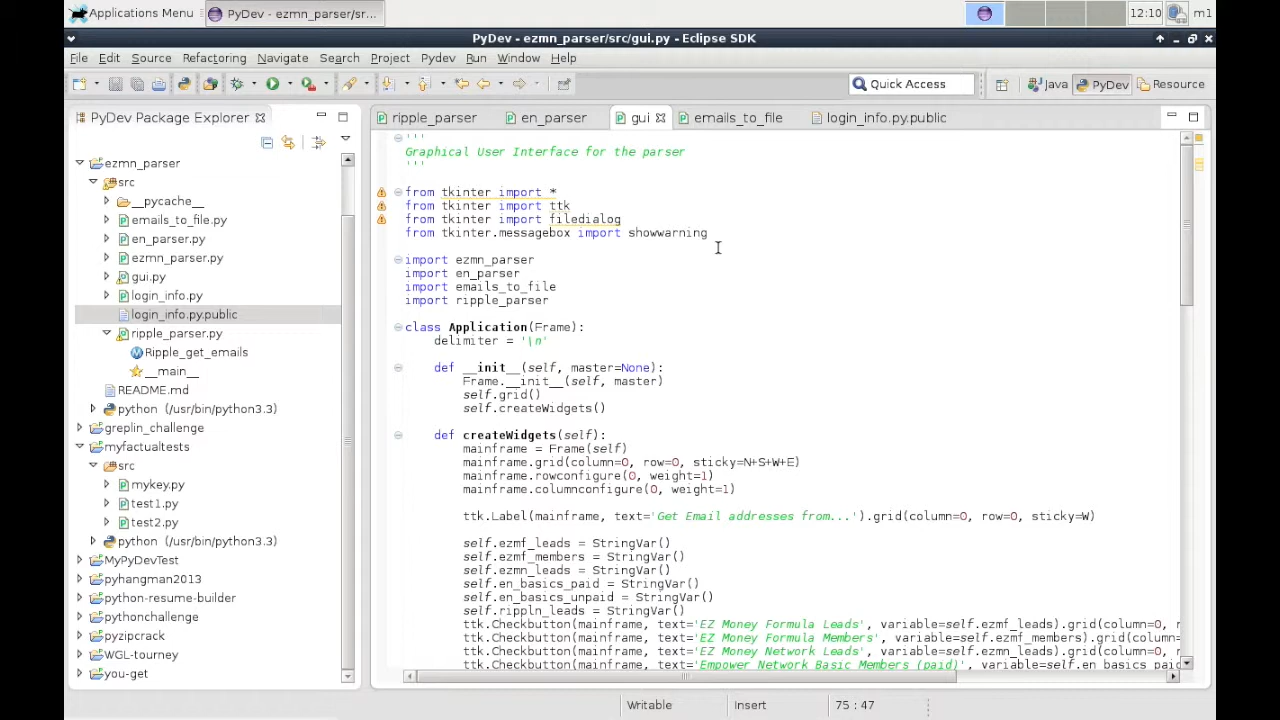 Applications Menu
PyDev - ezmn_parser/sr...
12:10
m1
PyDev - ezmn_parser/src/gui.py - Eclipse SDK
File Edit Source Refactoring Navigate Search Project Pydev Run Window Help
Quick Access
Java
PyDev
Resource
PyDev Package Explorer
ezmn_parser
src
__pycache__
emails_to_file.py
en_parser.py
ezmn_parser.py
gui.py
login_info.py
login_info.py.public
ripple_parser.py
Ripple_get_emails
__main__
README.md
python (/usr/bin/python3.3)
greplin_challenge
myfactualtests
src
mykey.py
test1.py
test2.py
python (/usr/bin/python3.3)
MyPyDevTest
pyhangman2013
python-resume-builder
pythonchallenge
pyzipcrack
WGL-tourney
you-get
ripple_parser
en_parser
gui
emails_to_file
login_info.py.public
'''
Graphical User Interface for the parser
'''
from tkinter import *
from tkinter import ttk
from tkinter import filedialog
from tkinter.messagebox import showwarning
import ezmn_parser
import en_parser
import emails_to_file
import ripple_parser
class Application(Frame):
delimiter = '\n'
def __init__(self, master=None):
Frame.__init__(self, master)
self.grid()
self.createWidgets()
def createWidgets(self):
mainframe = Frame(self)
mainframe.grid(column=0, row=0, sticky=N+S+W+E)
mainframe.rowconfigure(0, weight=1)
mainframe.columnconfigure(0, weight=1)
ttk.Label(mainframe, text='Get Email addresses from...').grid(column=0, row=0, sticky=W)
self.ezmf_leads = StringVar()
self.ezmf_members = StringVar()
self.ezmn_leads = StringVar()
self.en_basics_paid = StringVar()
self.en_basics_unpaid = StringVar()
self.rippln_leads = StringVar()
ttk.Checkbutton(mainframe, text='EZ Money Formula Leads', variable=self.ezmf_leads).grid(column=0, r
ttk.Checkbutton(mainframe, text='EZ Money Formula Members', variable=self.ezmf_members).grid(column=
ttk.Checkbutton(mainframe, text='EZ Money Network Leads', variable=self.ezmn_leads).grid(column=0, r
ttk.Checkbutton(mainframe, text='Empower Network Basic Members (paid)', variable=self.en_basics_paid
Writable
Insert
75 : 47